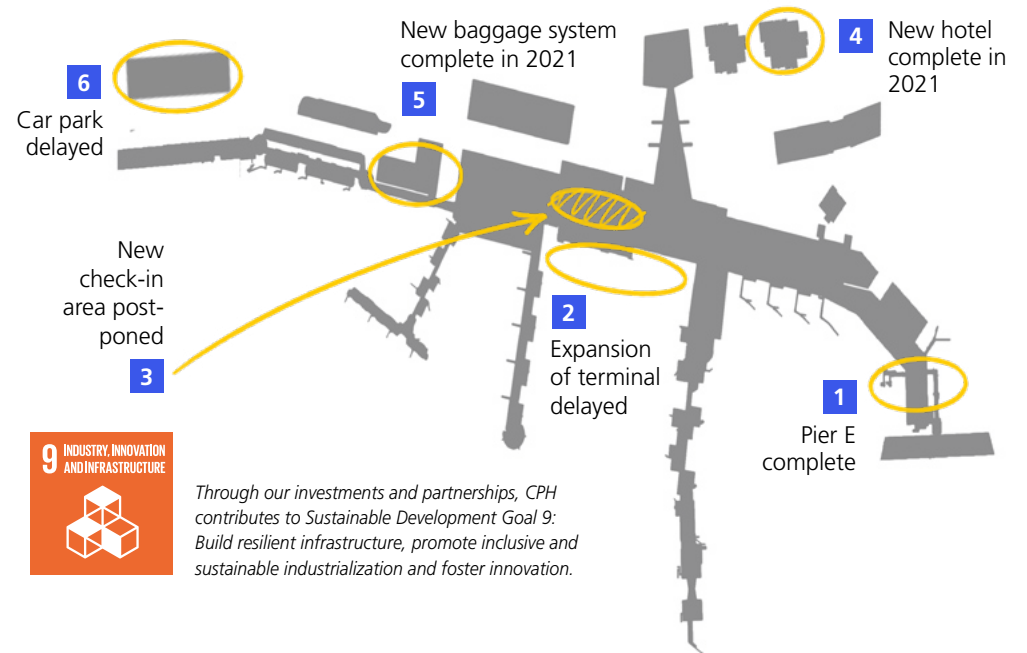 New baggage system
complete in 2021
5
4
New hotel
complete in
2021
6
Car park
delayed
New
check-in
area post-
poned
3
2
Expansion
of terminal
delayed
1
Pier E
complete
9 INDUSTRY, INNOVATION
AND INFRASTRUCTURE
Through our investments and partnerships, CPH
contributes to Sustainable Development Goal 9:
Build resilient infrastructure, promote inclusive and
sustainable industrialization and foster innovation.